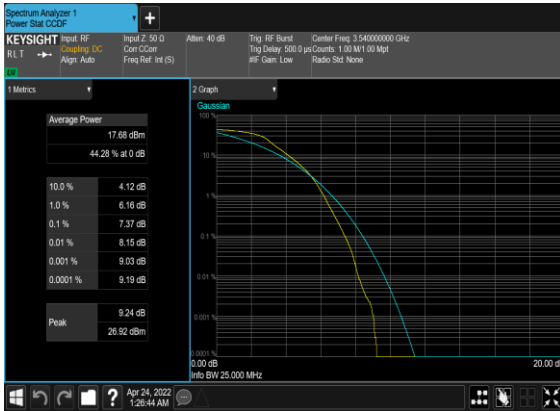 Spectrum Analyzer 1
Power Stat CCDF
KEYSIGHT
Input: RF
Input Z: 50 Ω
Atten: 40 dB
Trig: RF Burst
Center Freq: 3.540000000 GHz
R L T
Coupling: DC
Corr CCorr
Trig Delay: 500.0 µs
Counts: 1.00 M/1.00 Mpt
Align: Auto
Freq Ref: Int (S)
#IF Gain: Low
Radio Std: None
1 Metrics
2 Graph
Average Power
17.68 dBm
44.28 % at 0 dB
10.0 % 4.12 dB
1.0 % 6.16 dB
0.1 % 7.37 dB
0.01 % 8.15 dB
0.001 % 9.03 dB
0.0001 % 9.19 dB
Peak
9.24 dB
26.92 dBm
Gaussian
100 %
10 %
1 %
0.1 %
0.01 %
0.001 %
0.0001 %
0.00 dB
20.00 d
Info BW 25.000 MHz
?
Apr 24, 2022
1:26:44 AM